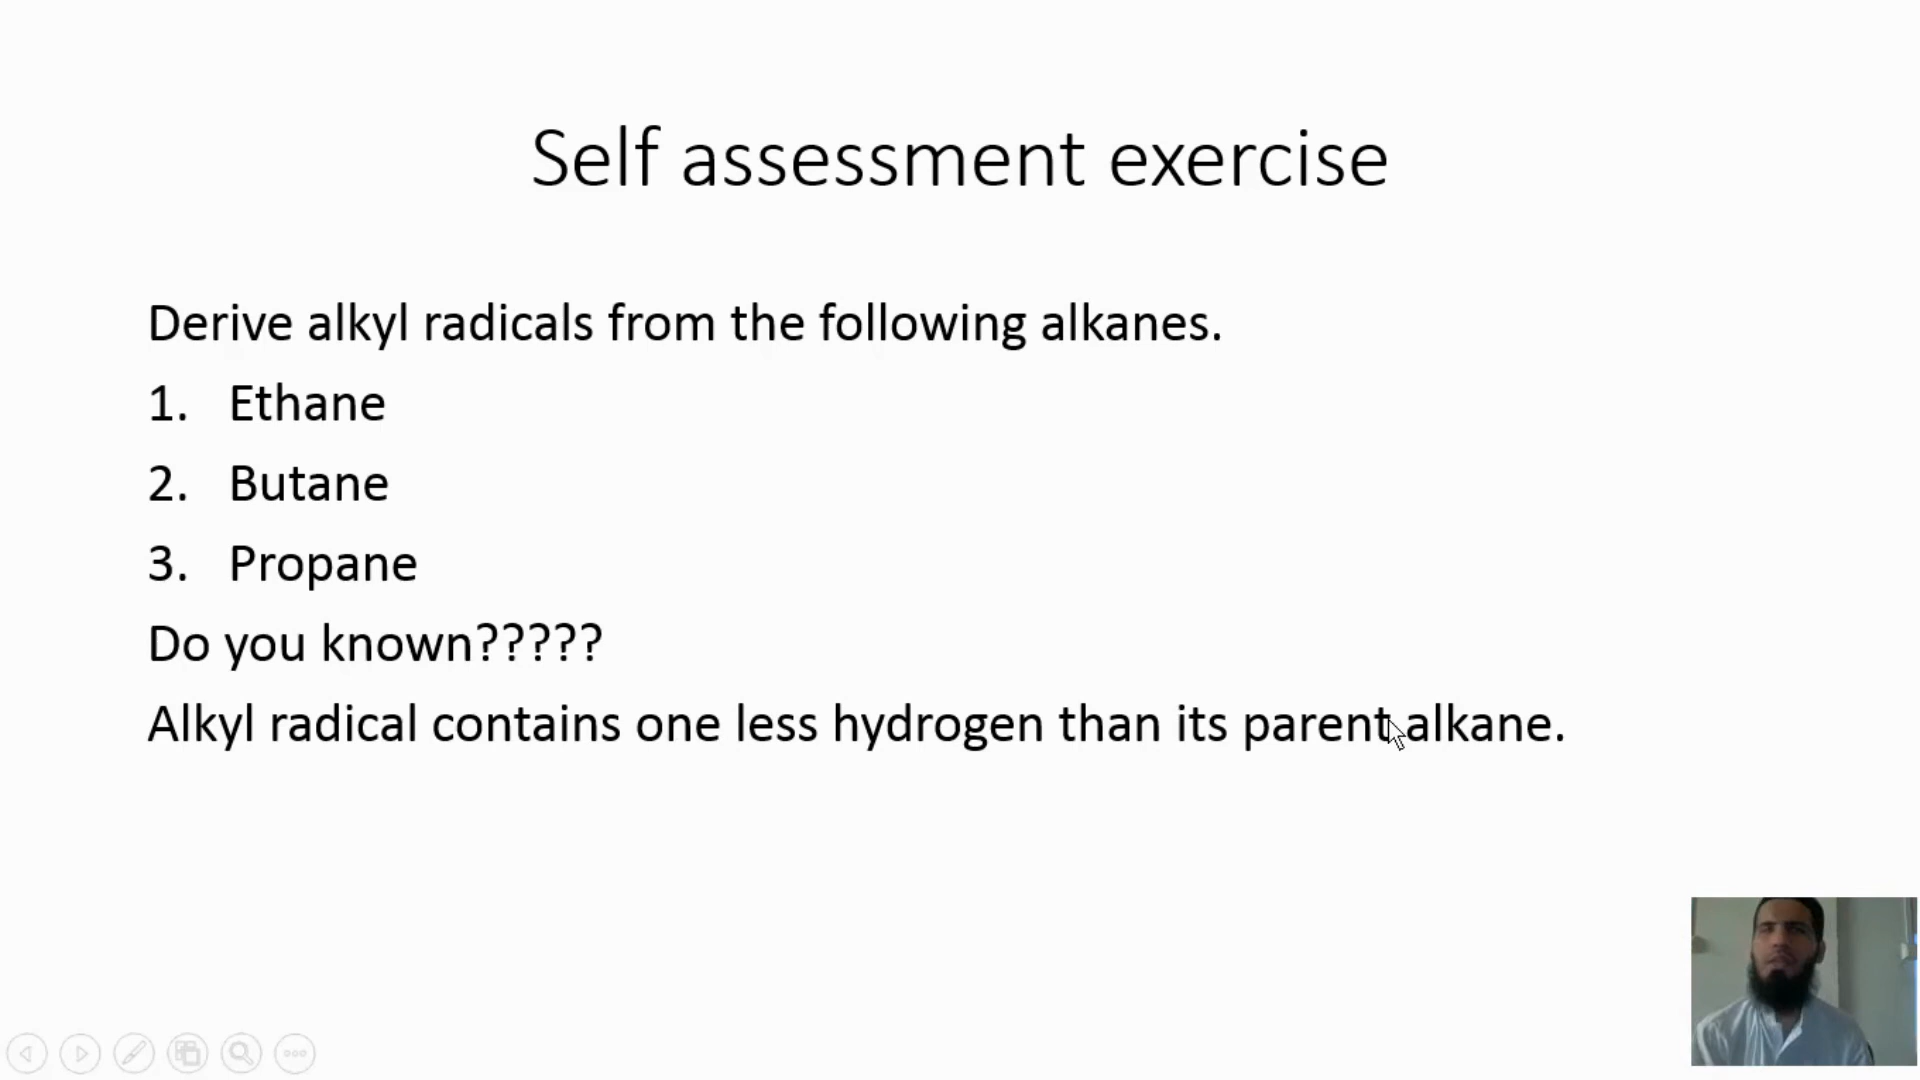 Self assessment exercise
Derive alkyl radicals from the following alkanes.
1. Ethane
2. Butane
3. Propane
Do you known?????
Alkyl radical contains one less hydrogen than its parent alkane.